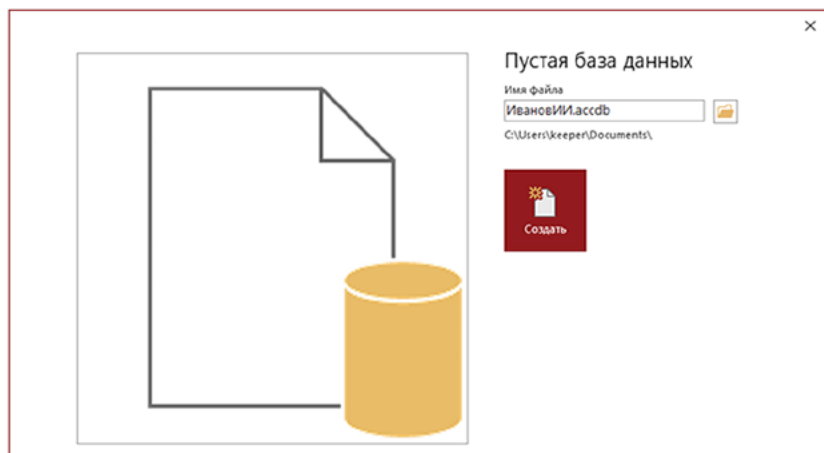 Пустая база данных
Имя файла
ИвановИИ.accdb
C:\Users\keeper\Documents\
Создать